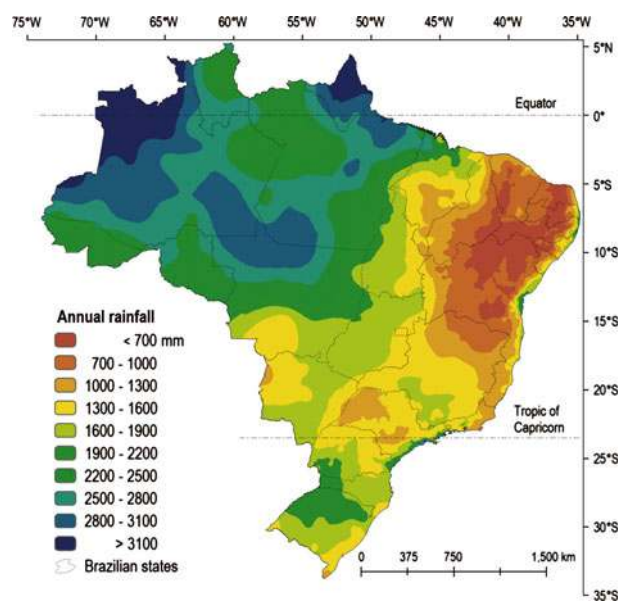 75°W 70°W 65°W 60°W 55°W 50°W 45°W 40°W 35°W
5°N
Equator
0°
5°S
10°S
15°S
20°S
Tropic of
Capricorn
25°S
30°S
35°S
Annual rainfall
< 700 mm
700 - 1000
1000 - 1300
1300 - 1600
1600 - 1900
1900 - 2200
2200 - 2500
2500 - 2800
2800 - 3100
> 3100
Brazilian states
0 375 750 1,500 km